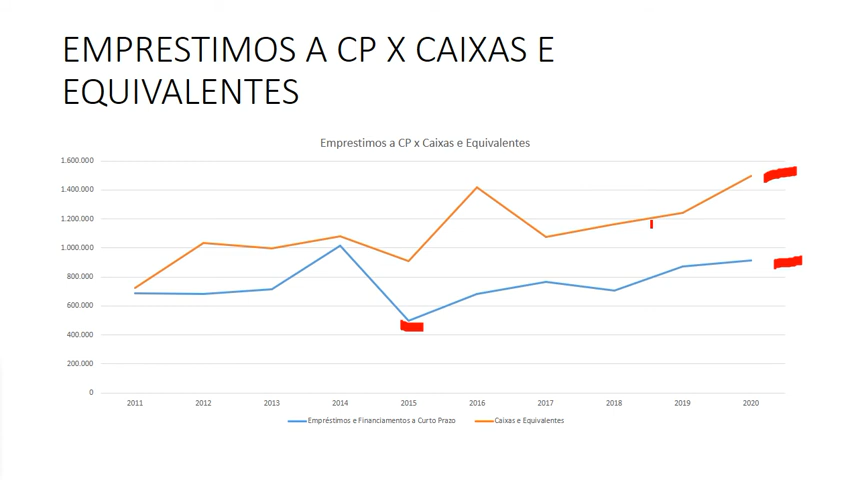 EMPRESTIMOS A CP X CAIXAS E
EQUIVALENTES
Emprestimos a CP x Caixas e Equivalentes
1.600.000
1.400.000
1.200.000
1.000.000
800.000
600.000
400.000
200.000
0
2011 2012 2013 2014 2015 2016 2017 2018 2019 2020
Empréstimos e Financiamentos a Curto Prazo Caixas e Equivalentes